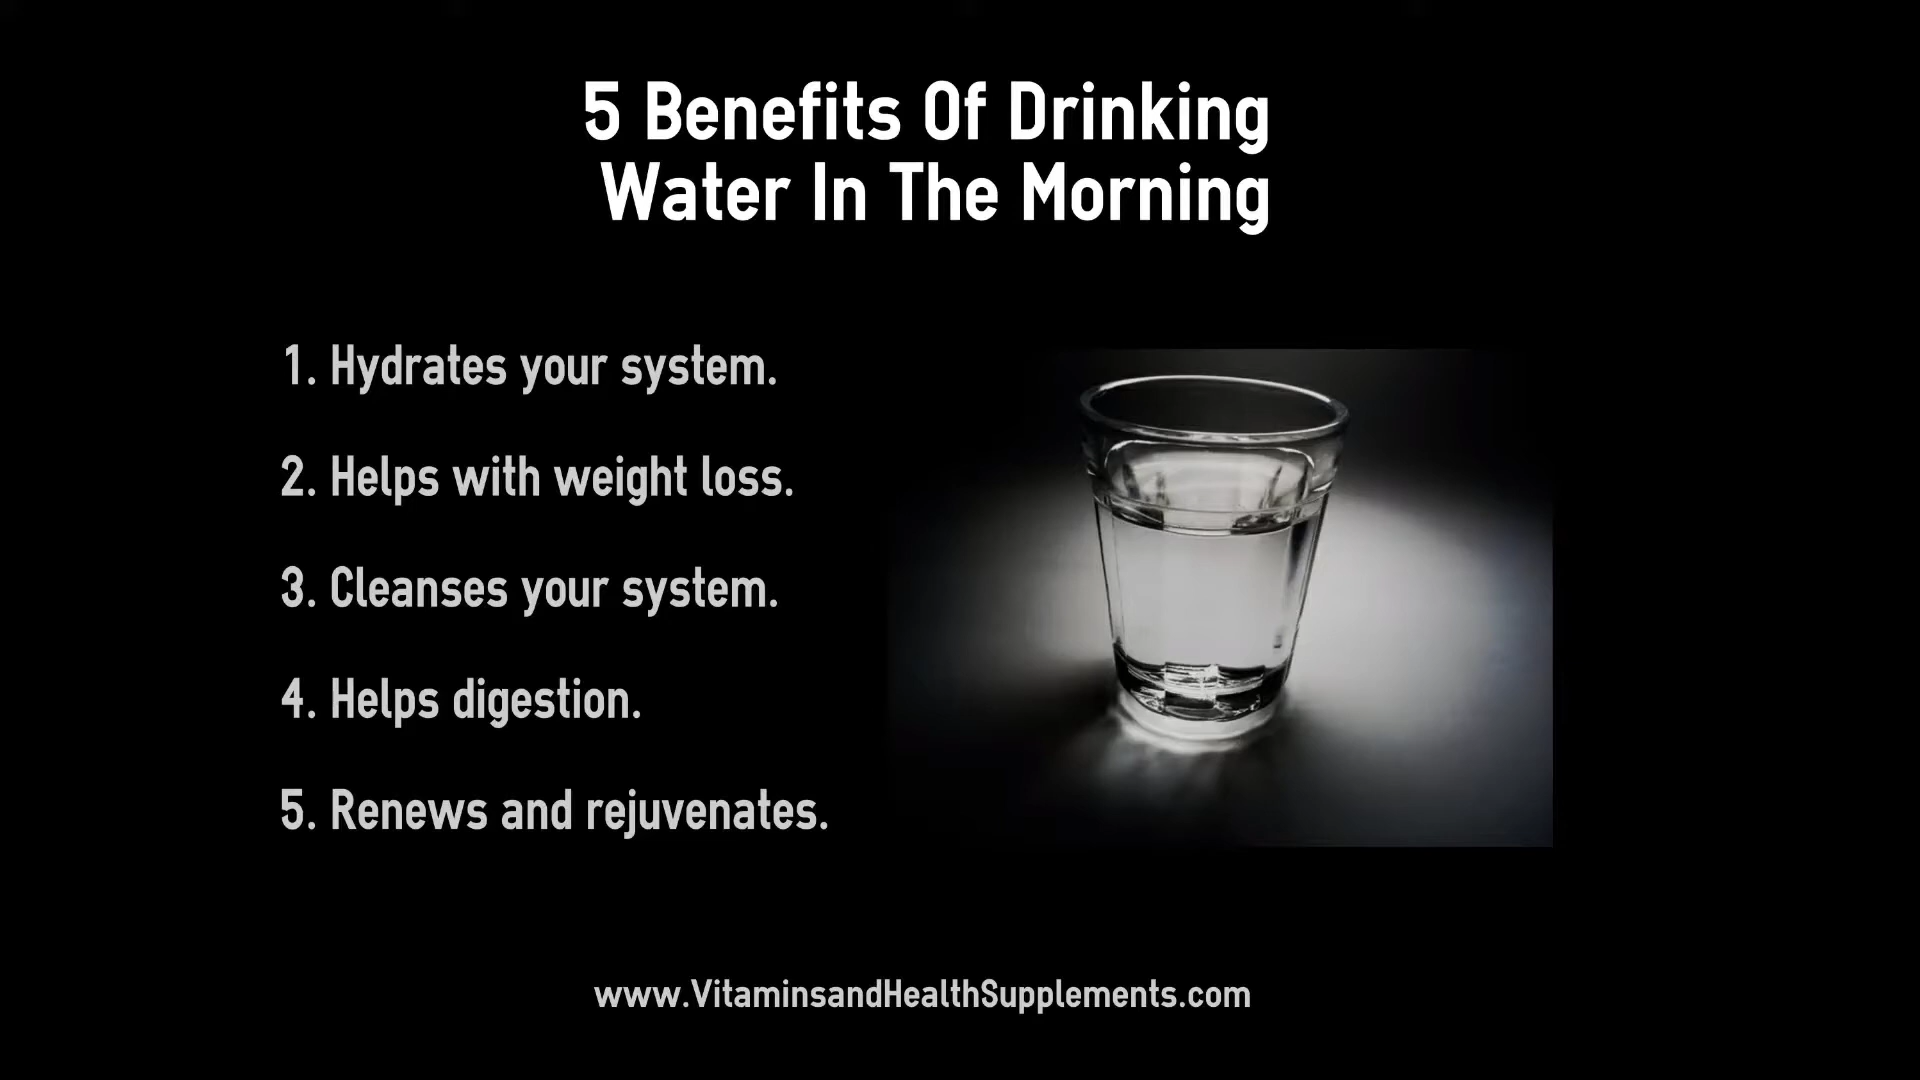 5 Benefits Of Drinking
Water In The Morning
1. Hydrates your system.
2. Helps with weight loss.
3. Cleanses your system.
4. Helps digestion.
5. Renews and rejuvenates.
www.VitaminsandHealthSupplements.com